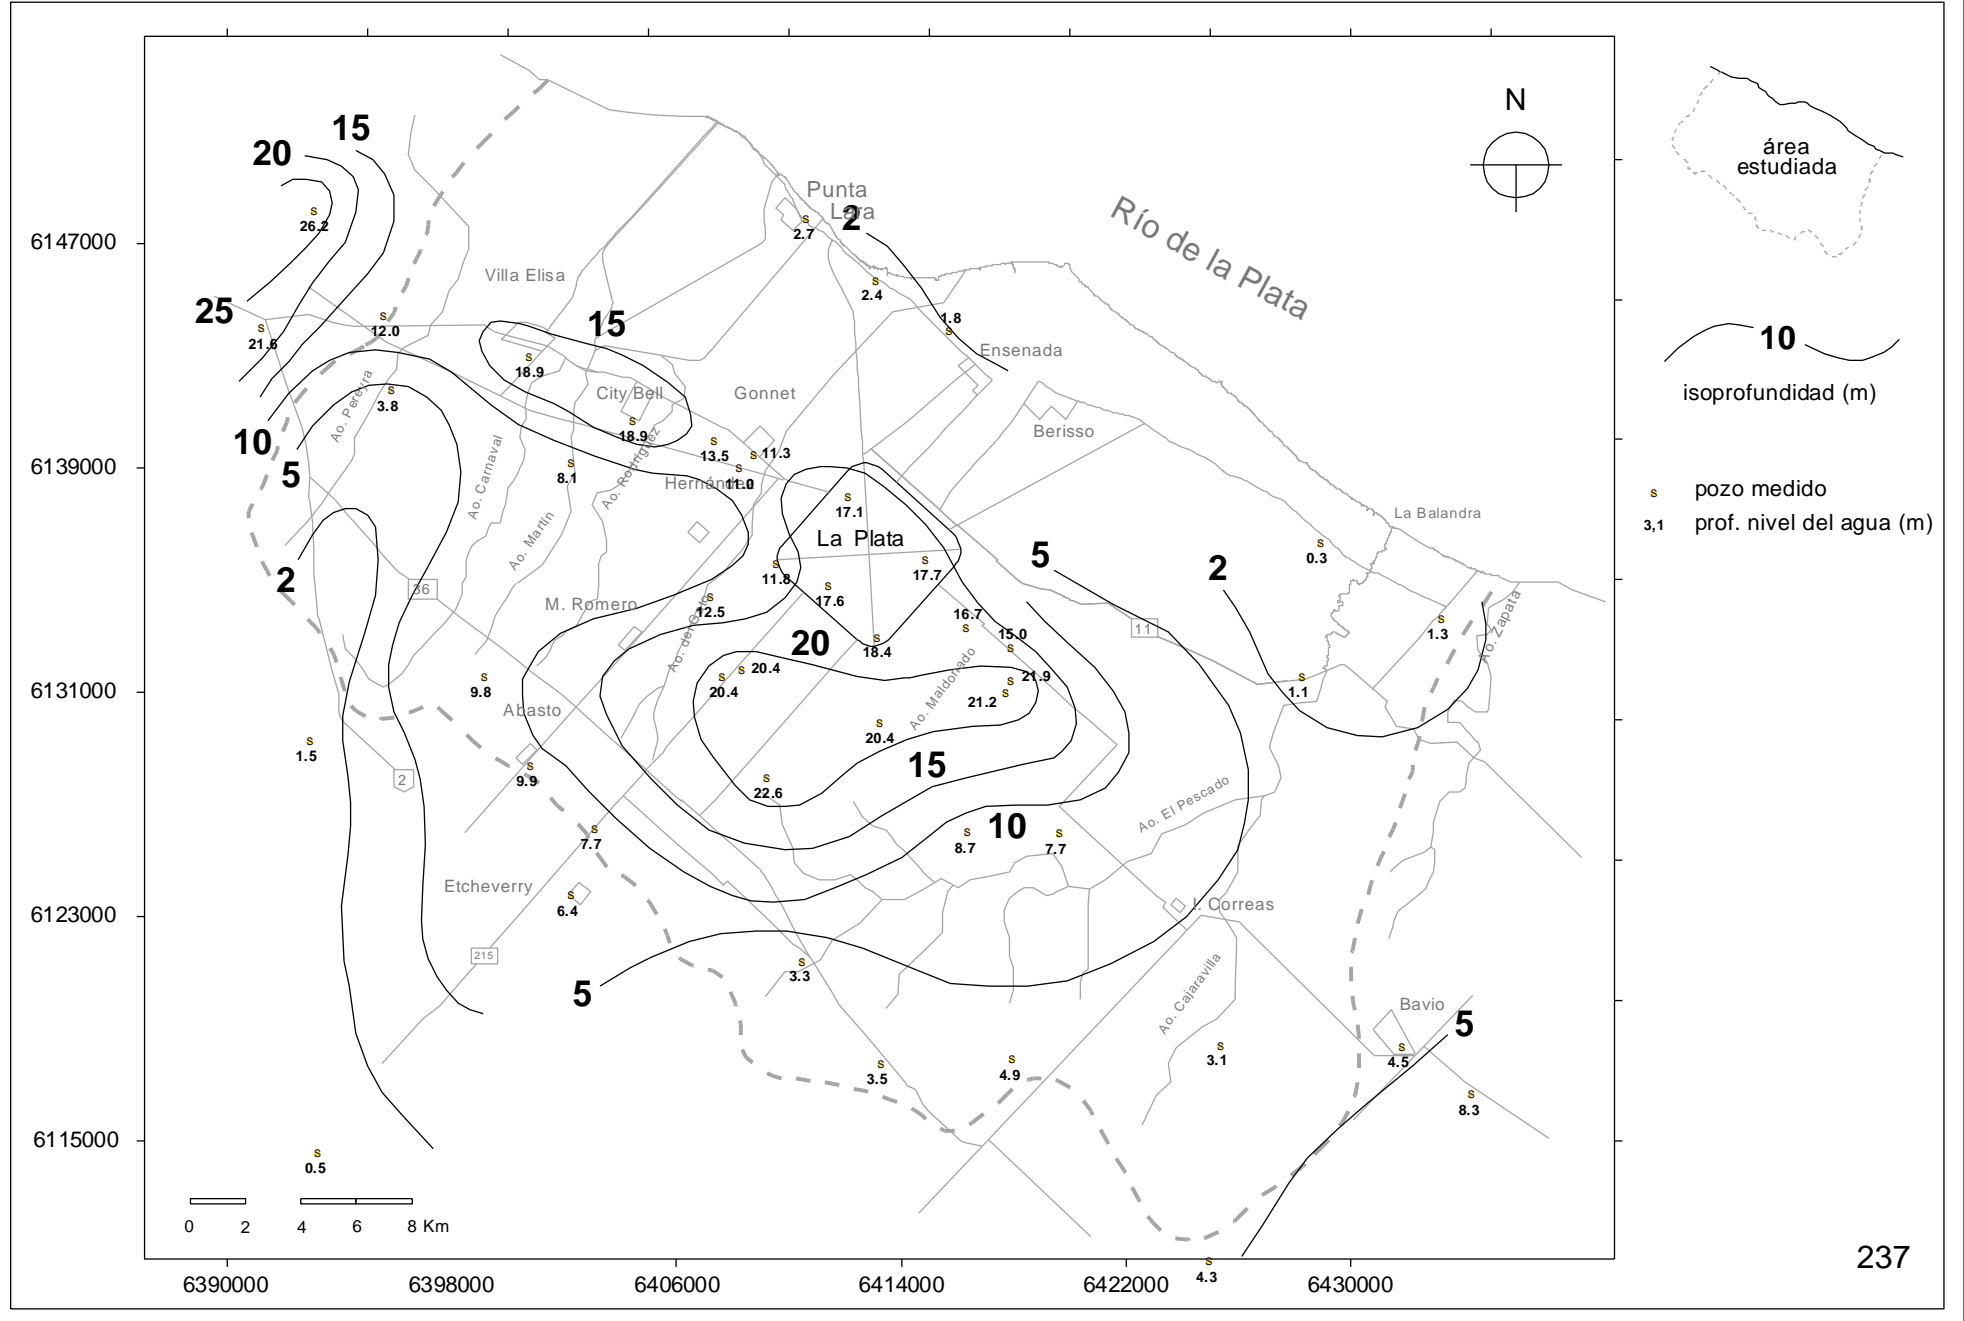 15
20
N
Punta
Lara
2
26.2
2.7
6147000
Villa Elisa
Río de la Plata
2.4
25
15
12.0
21.6
1.8
Ensenada
18.9
Ao. Pereyra
3.8
City Bell
Gonnet
10
18.9
Berisso
5
6139000
13.5
11.3
8.1
Hernández
11.0
Ao. Carnaval
Ao. Rodríguez
Ao. Martín
17.1
La Plata
La Balandra
2
36
11.8
17.7
17.6
5
2
0.3
M. Romero
12.5
16.7
15.0
11
1.3
Ao. Zapata
Ao. del Gato
20
18.4
Ao. Maldonado
20.4
20.4
21.9
21.2
6131000
9.8
1.1
Abasto
20.4
1.5
2
15
9.9
22.6
Ao. El Pescado
10
7.7
8.7
7.7
Etcheverry
6.4
I. Correas
6123000
215
3.3
5
Ao. Cajaravilla
Bavio
5
3.5
4.9
3.1
4.5
8.3
6115000
0.5
0 2 4 6 8 Km
4.3
6390000 6398000 6406000 6414000 6422000 6430000
área
estudiada
10
isoprofundidad (m)
s pozo medido
3,1 prof. nivel del agua (m)
237